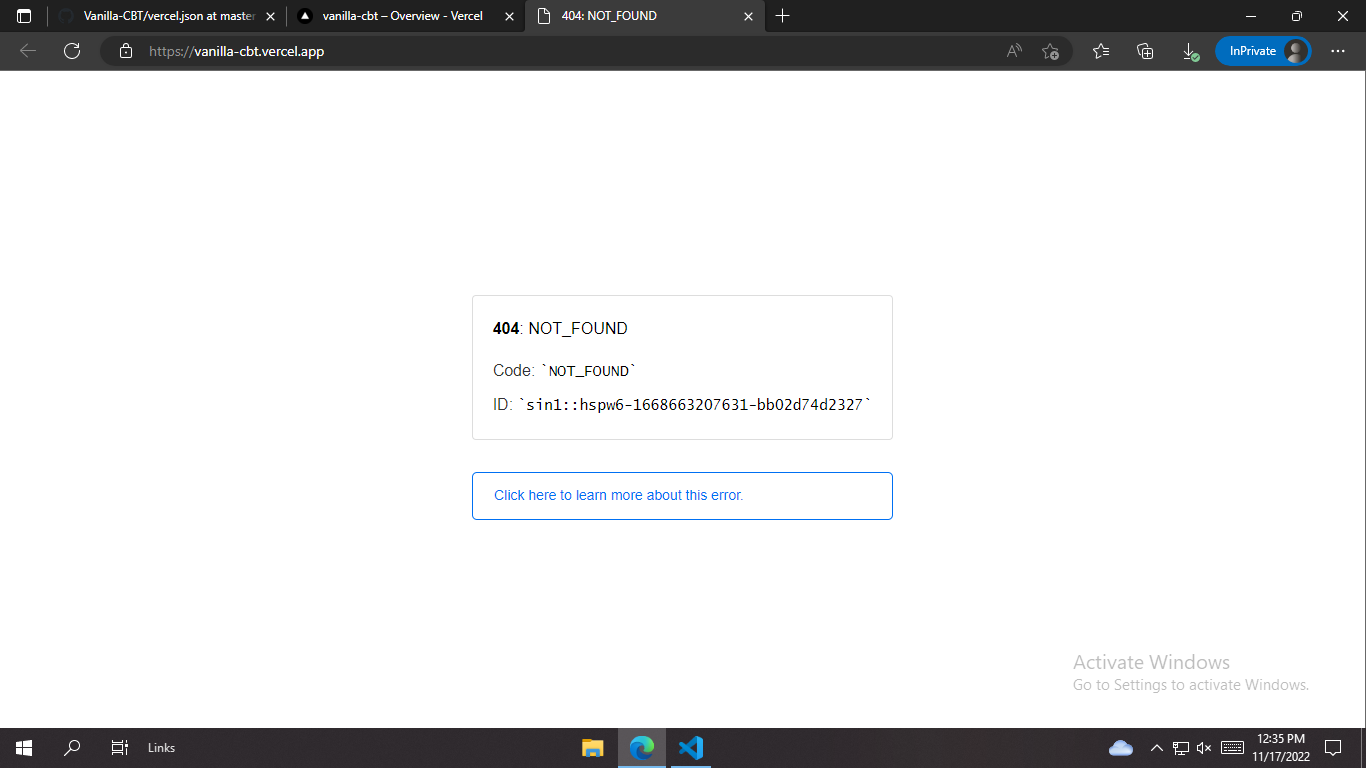 Vanilla-CBT/vercel.json at master
vanilla-cbt – Overview - Vercel
404: NOT_FOUND
https://vanilla-cbt.vercel.app
InPrivate
404: NOT_FOUND
Code: `NOT_FOUND`
ID: `sin1::hspw6-1668663207631-bb02d74d2327`
Click here to learn more about this error.
Activate Windows
Go to Settings to activate Windows.
Links
12:35 PM
11/17/2022